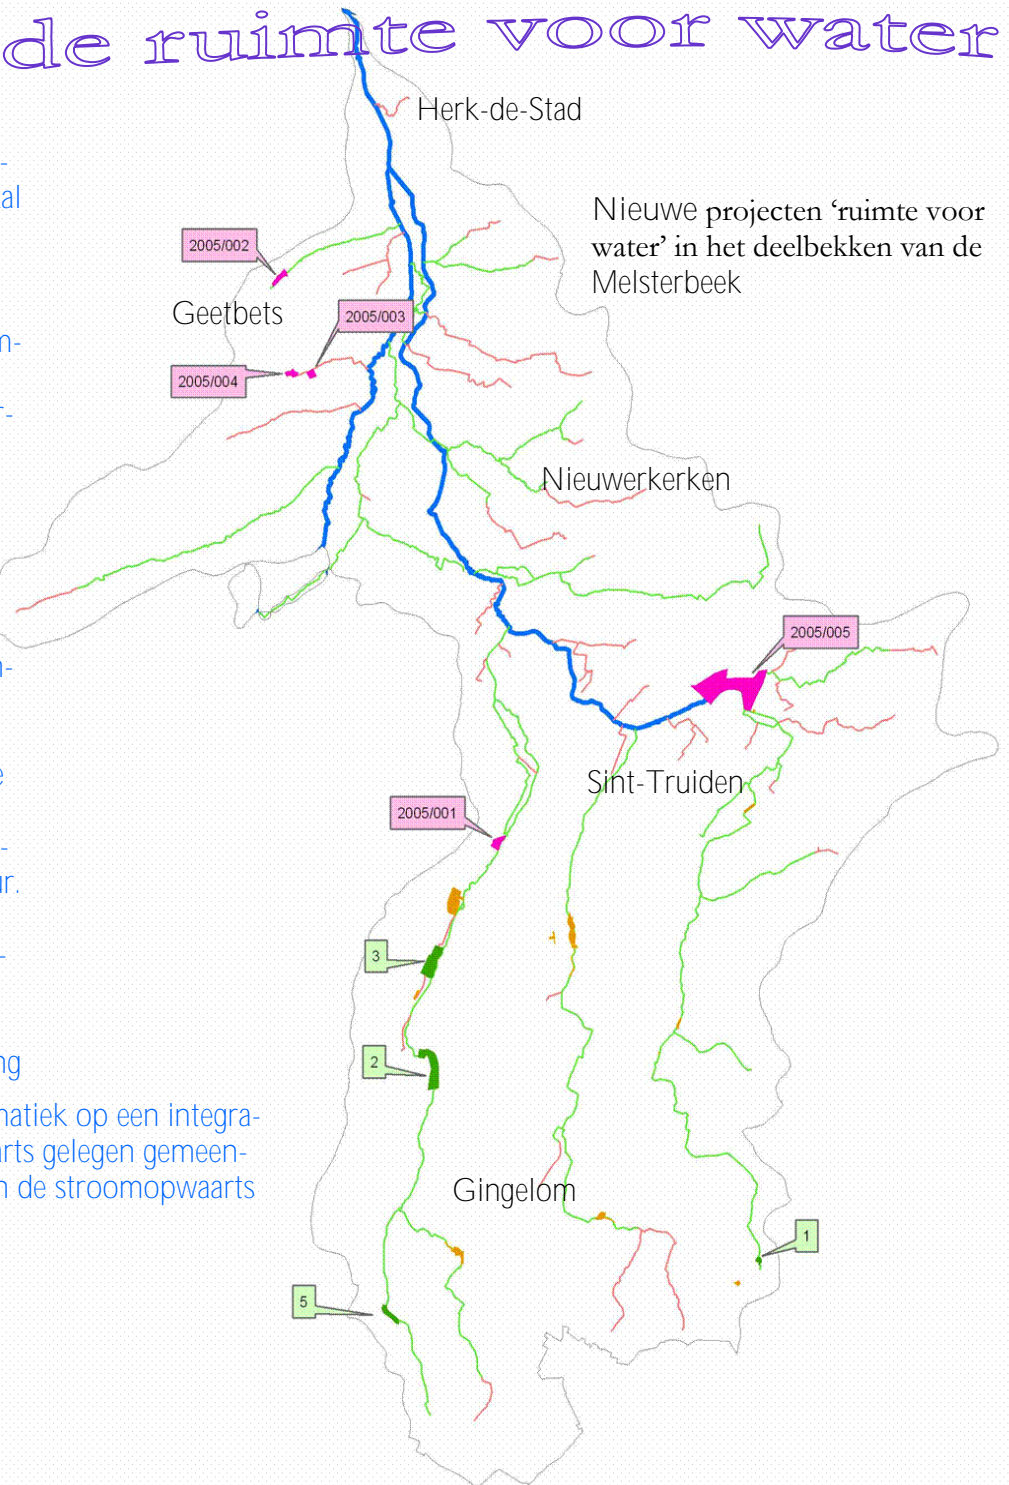 de ruimte voor water
Herk-de-Stad
Nieuwe projecten ‘ruimte voor
water’ in het deelbekken van de
Melsterbeek
2005/002
Geetbets
2005/003
2005/004
Nieuwerkerken
2005/005
Sint-Truiden
2005/001
3
2
Gingelom
1
5
op een integra-
gelegen gemeen-
de stroomopwaarts